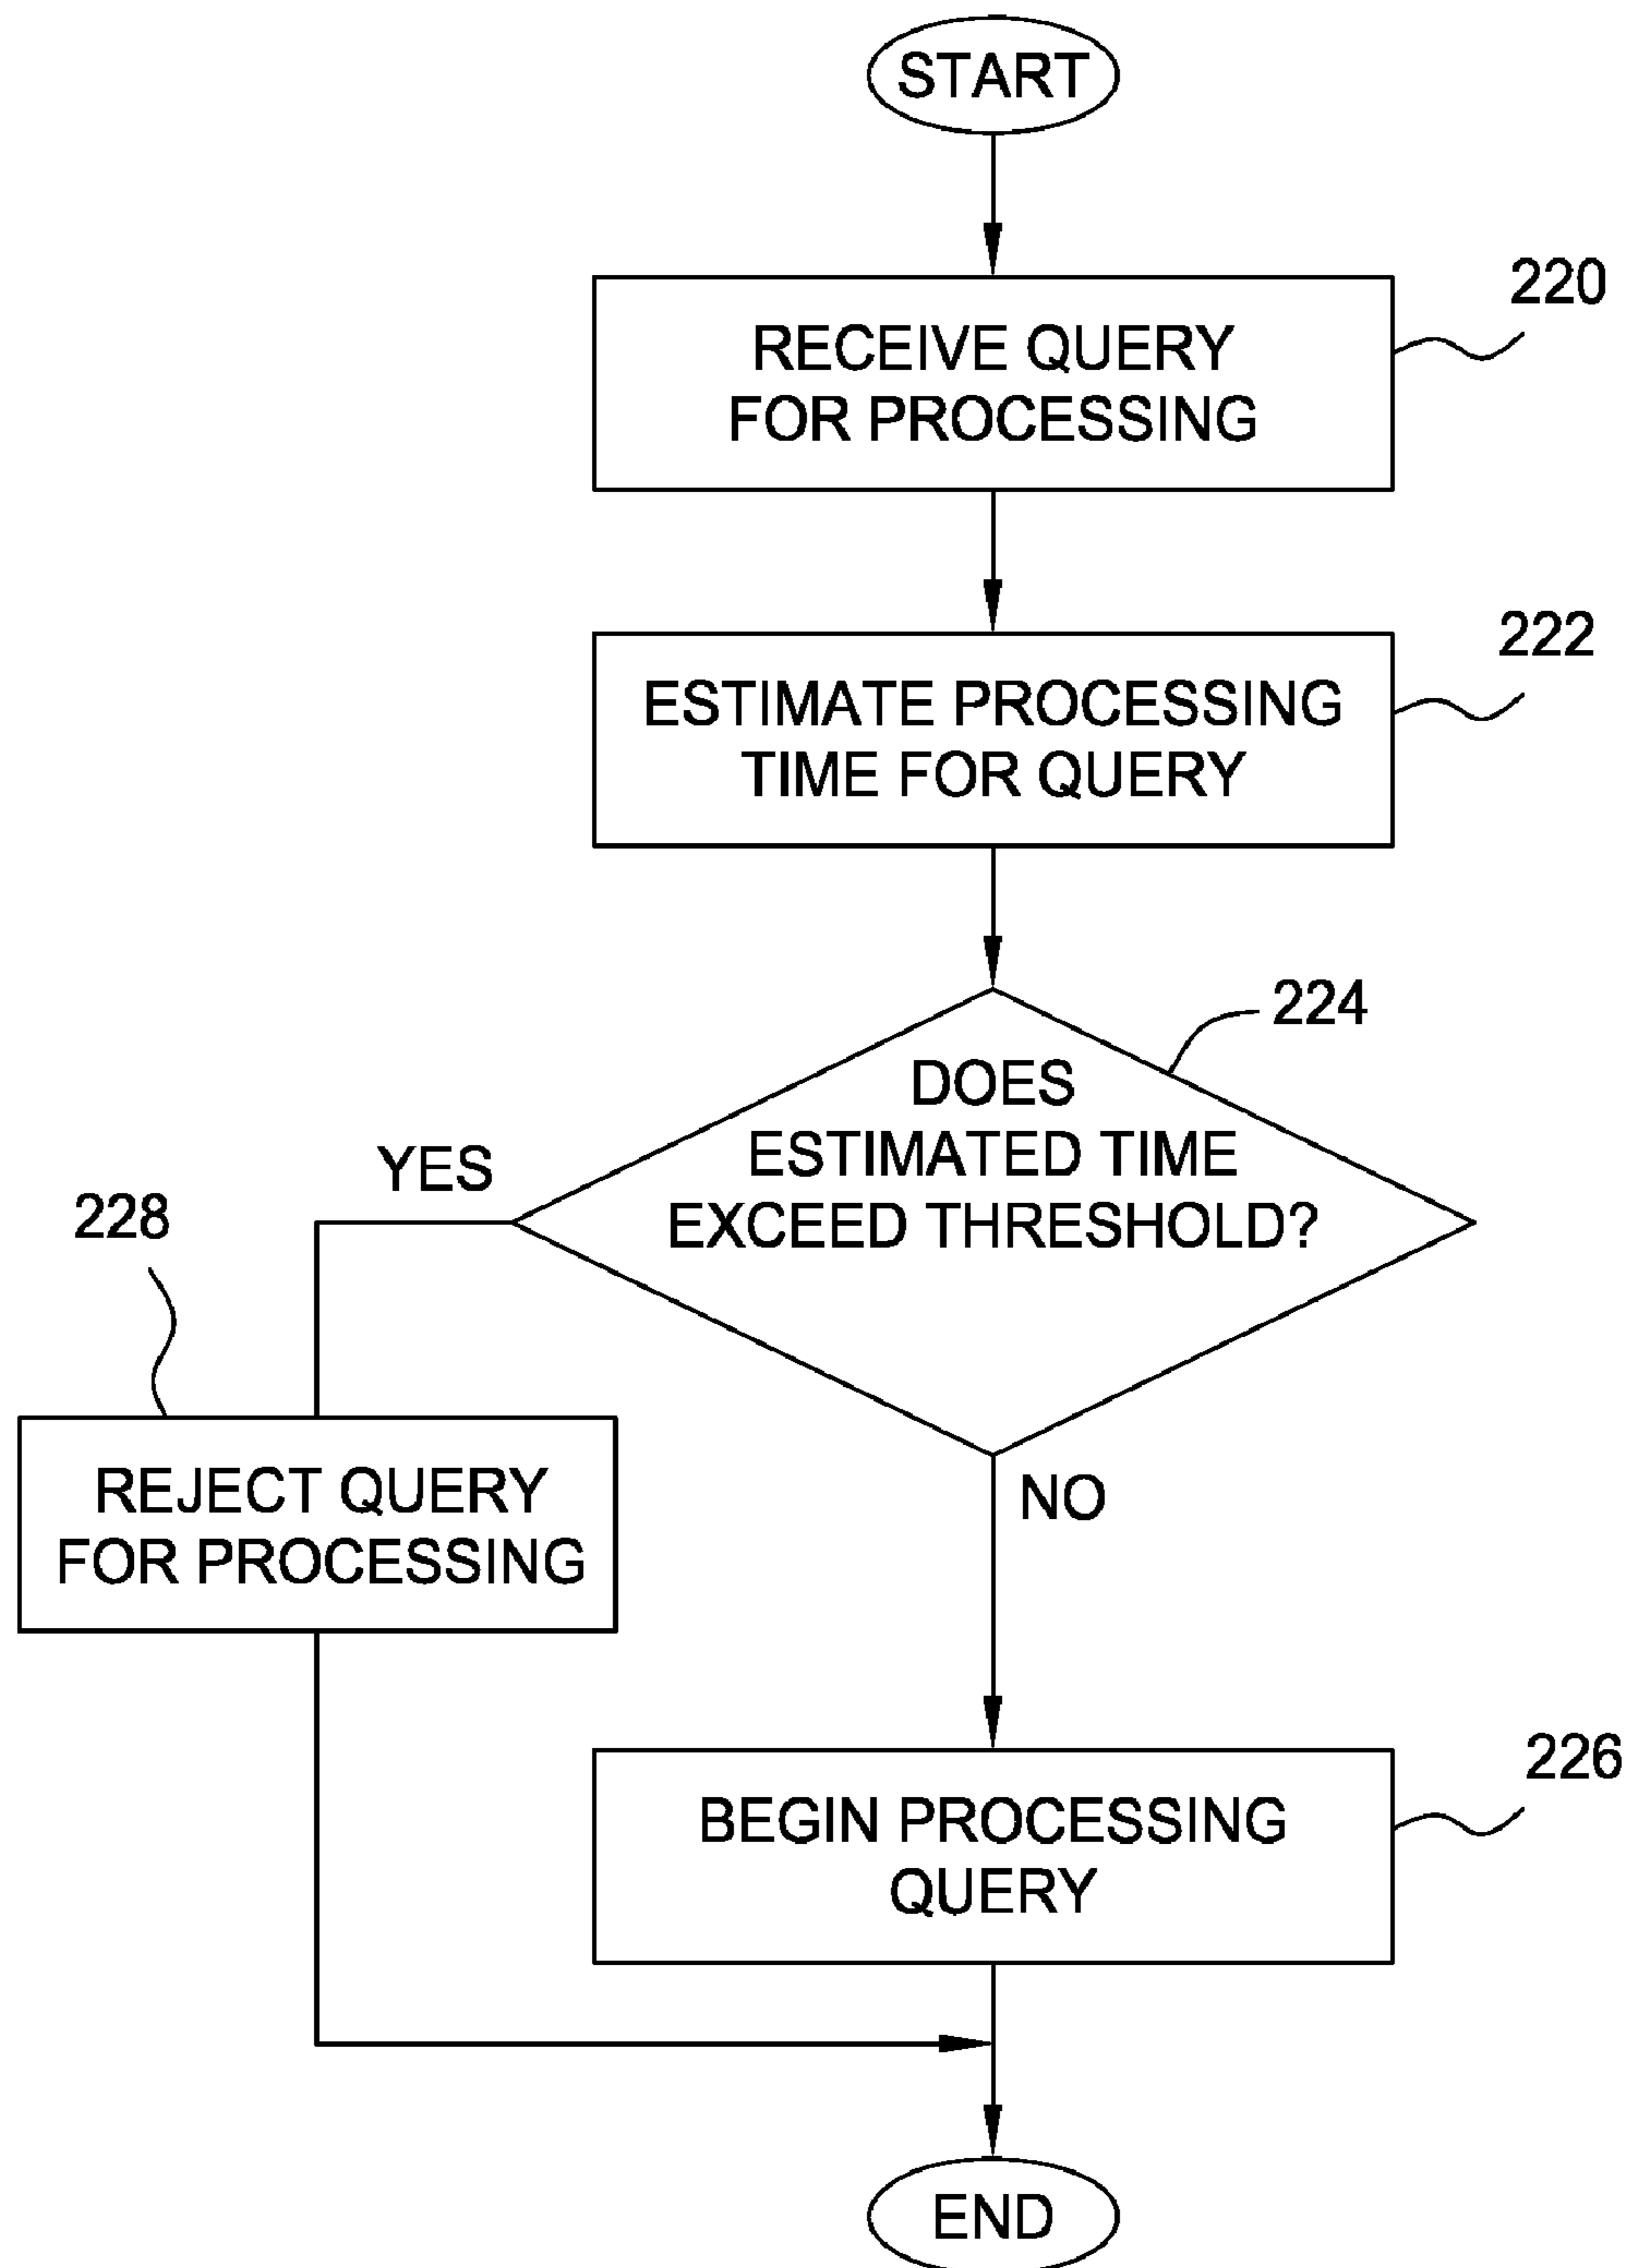 START
220
RECEIVE QUERY
FOR PROCESSING
222
ESTIMATE PROCESSING
TIME FOR QUERY
224
DOES
ESTIMATED TIME
EXCEED THRESHOLD?
YES
228
REJECT QUERY
FOR PROCESSING
NO
226
BEGIN PROCESSING
QUERY
END